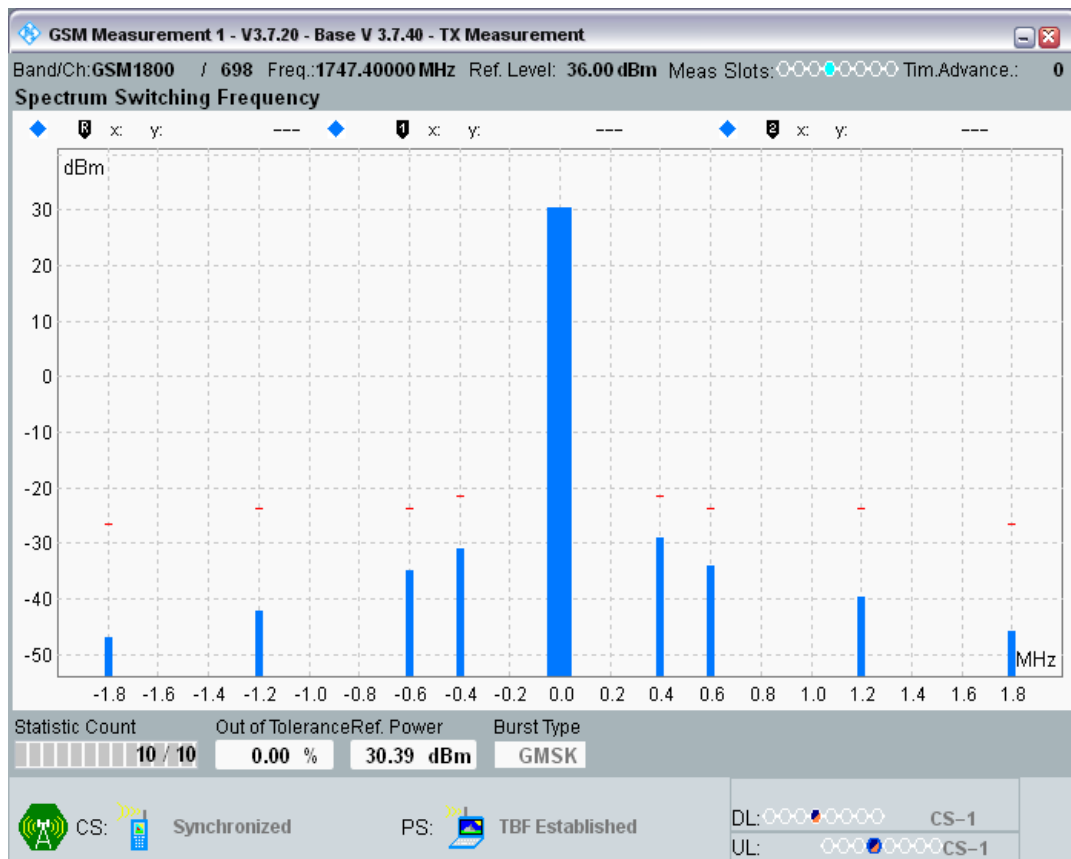 GSM Measurement 1 - V3.7.20 - Base V 3.7.40 - TX Measurement
Band/Ch:GSM1800 / 698 Freq.:1747.40000 MHz Ref. Level: 36.00 dBm Meas Slots: Tim.Advance.: 0
Spectrum Switching Frequency
R x: y: --- 1 x: y: --- 2 x: y: ---
dBm
30
20
10
0
-10
-20
-30
-40
-50
MHz
-1.8 -1.6 -1.4 -1.2 -1.0 -0.8 -0.6 -0.4 -0.2 0.0 0.2 0.4 0.6 0.8 1.0 1.2 1.4 1.6 1.8
Statistic Count Out of Tolerance Ref. Power Burst Type
10 / 10 0.00 % 30.39 dBm GMSK
CS: Synchronized PS: TBF Established
DL: CS-1
UL: CS-1